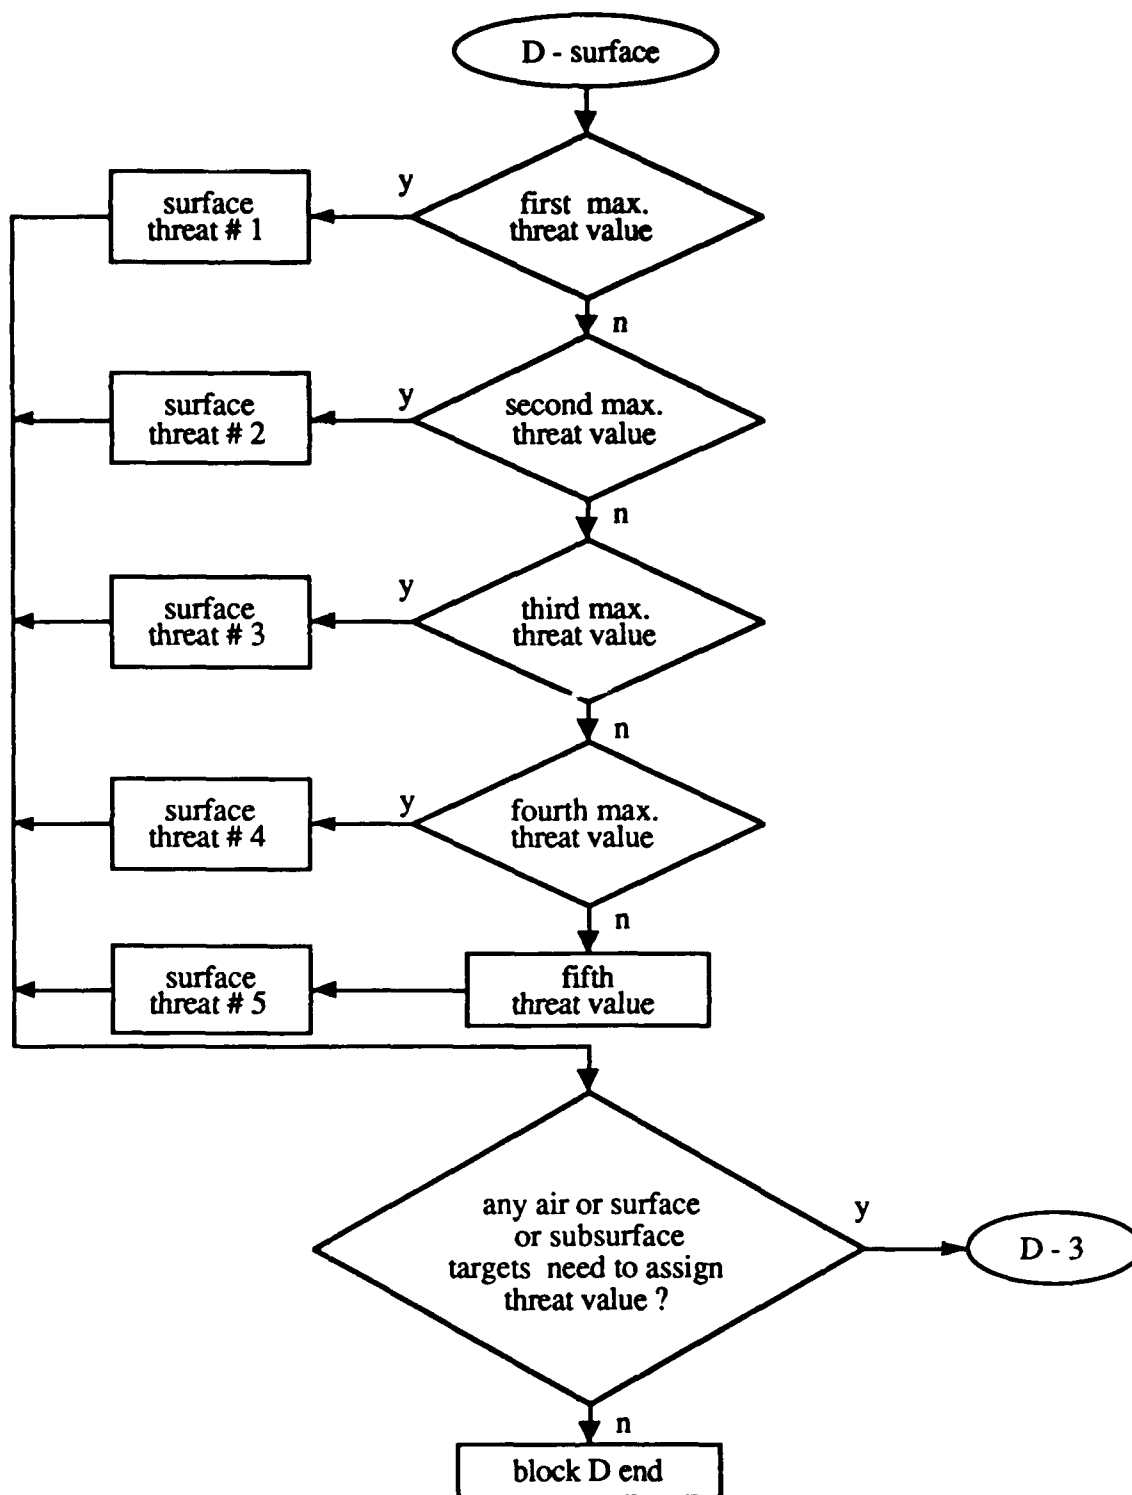 D - surface
y
first max.
threat value
surface
threat # 1
n
y
second max.
threat value
surface
threat # 2
n
y
third max.
threat value
surface
threat # 3
n
y
fourth max.
threat value
surface
threat # 4
n
fifth
threat value
surface
threat # 5
any air or surface
or subsurface
targets need to assign
threat value ?
y
D - 3
n
block D end